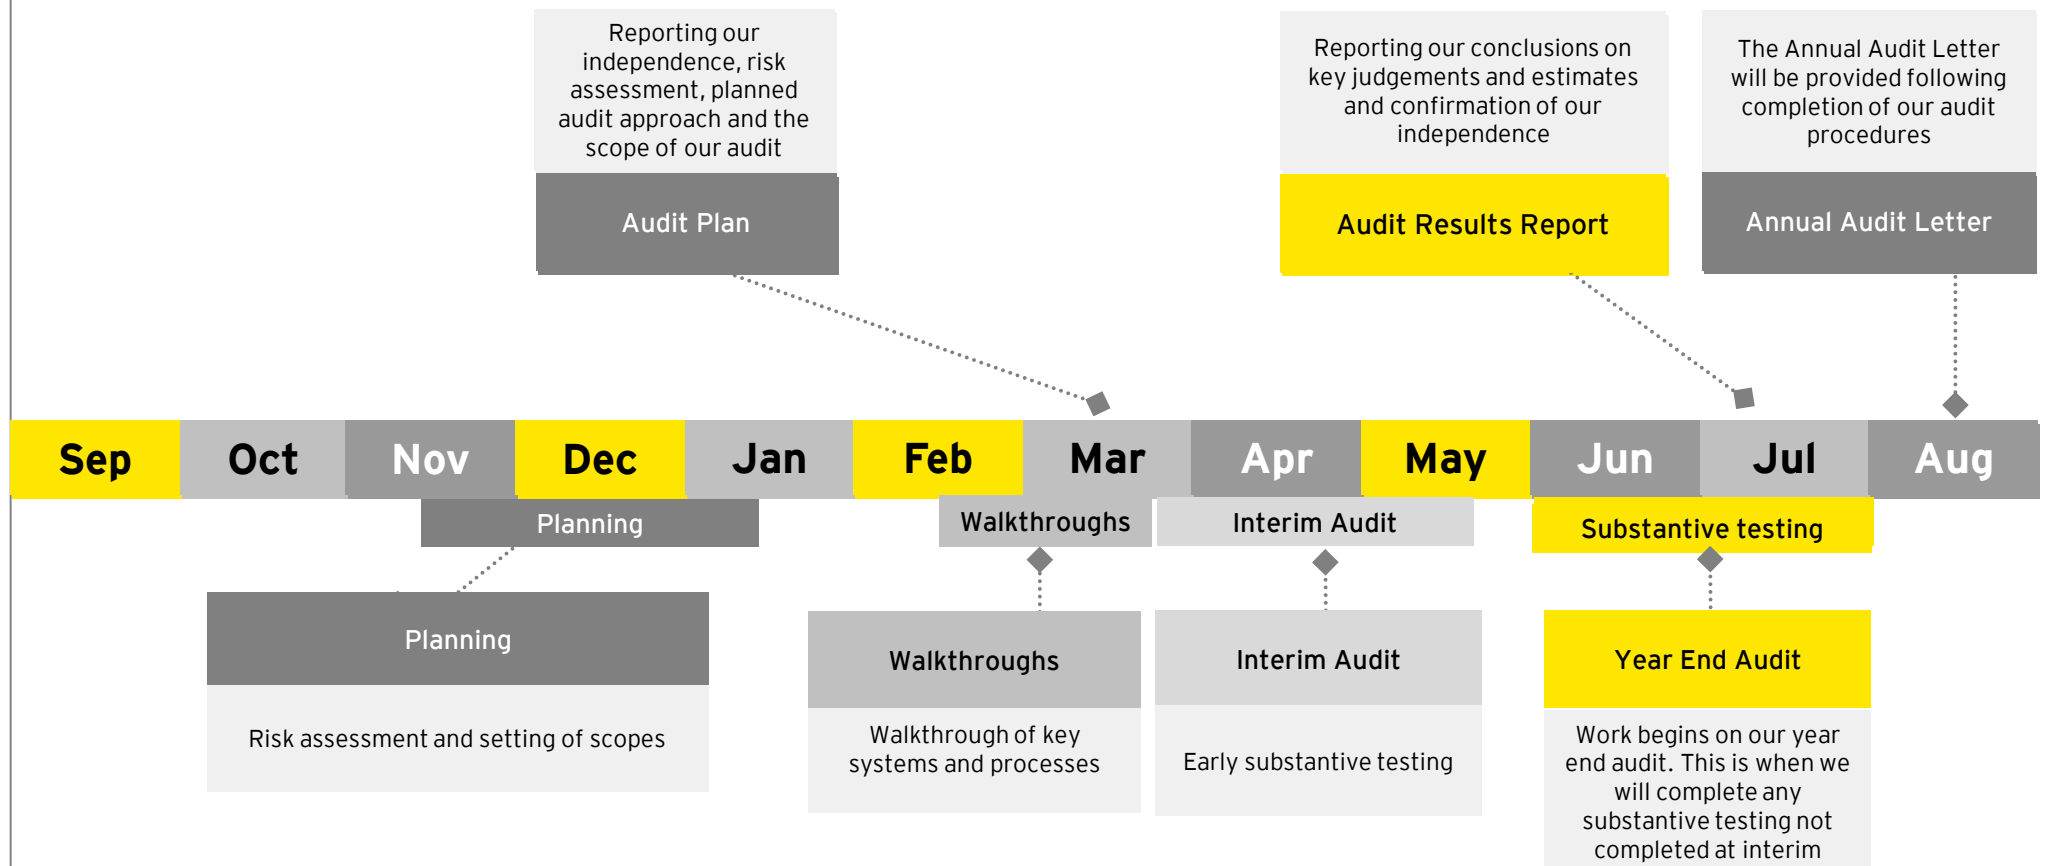 Reporting our
independence, risk
assessment, planned
audit approach and the
scope of our audit
Audit Plan
Reporting our conclusions on
key judgements and estimates
and confirmation of our
independence
Audit Results Report
The Annual Audit Letter
will be provided following
completion of our audit
procedures
Annual Audit Letter
Sep Oct Nov Dec Jan Feb Mar Apr May Jun Jul Aug
Planning
Walkthroughs
Interim Audit
Substantive testing
Planning
Risk assessment and setting of scopes
Walkthroughs
Walkthrough of key
systems and processes
Interim Audit
Early substantive testing
Year End Audit
Work begins on our year
end audit. This is when we
will complete any
substantive testing not
completed at interim